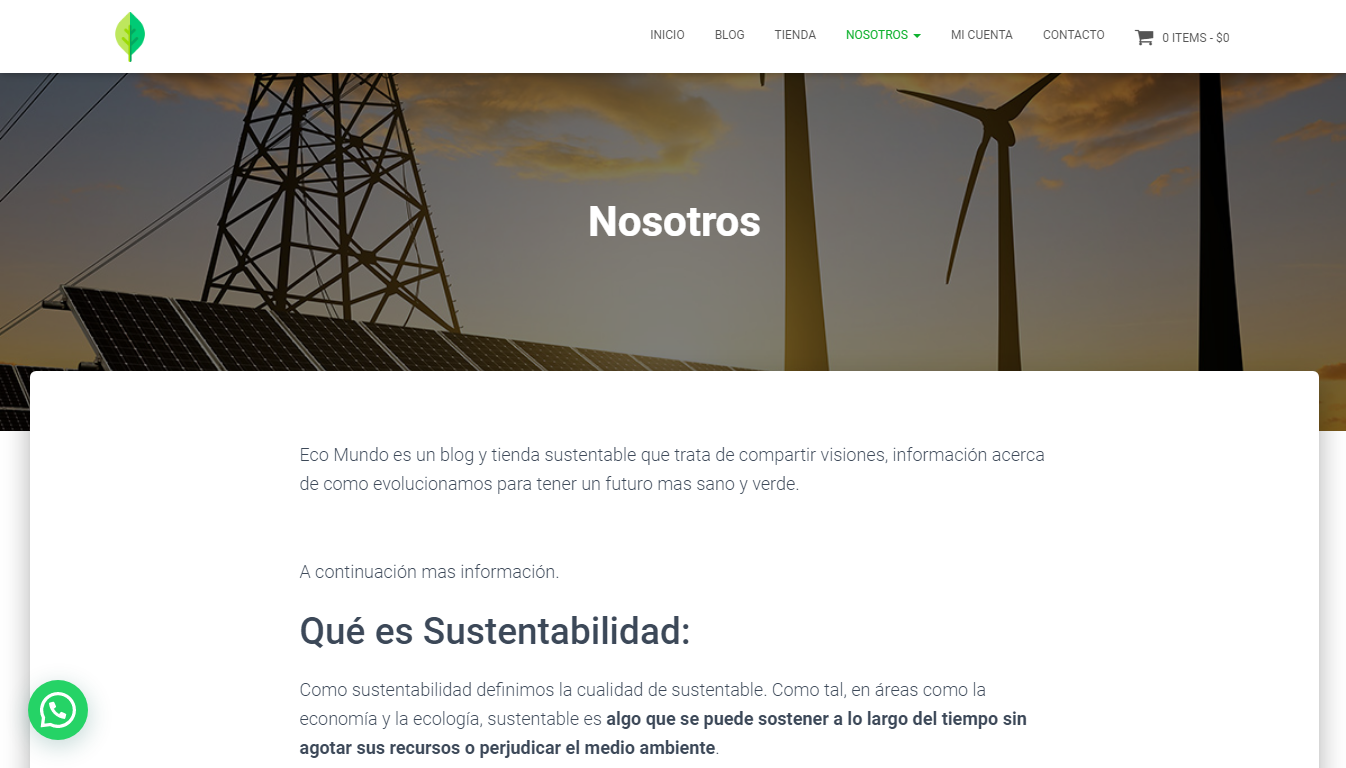 INICIO BLOG TIENDA NOSOTROS MI CUENTA CONTACTO 0 ITEMS - $0
Nosotros
Eco Mundo es un blog y tienda sustentable que trata de compartir visiones, información acerca
de como evolucionamos para tener un futuro mas sano y verde.
A continuación mas información.
Qué es Sustentabilidad:
Como sustentabilidad definimos la cualidad de sustentable. Como tal, en áreas como la
economía y la ecología, sustentable es algo que se puede sostener a lo largo del tiempo sin
agotar sus recursos o perjudicar el medio ambiente.